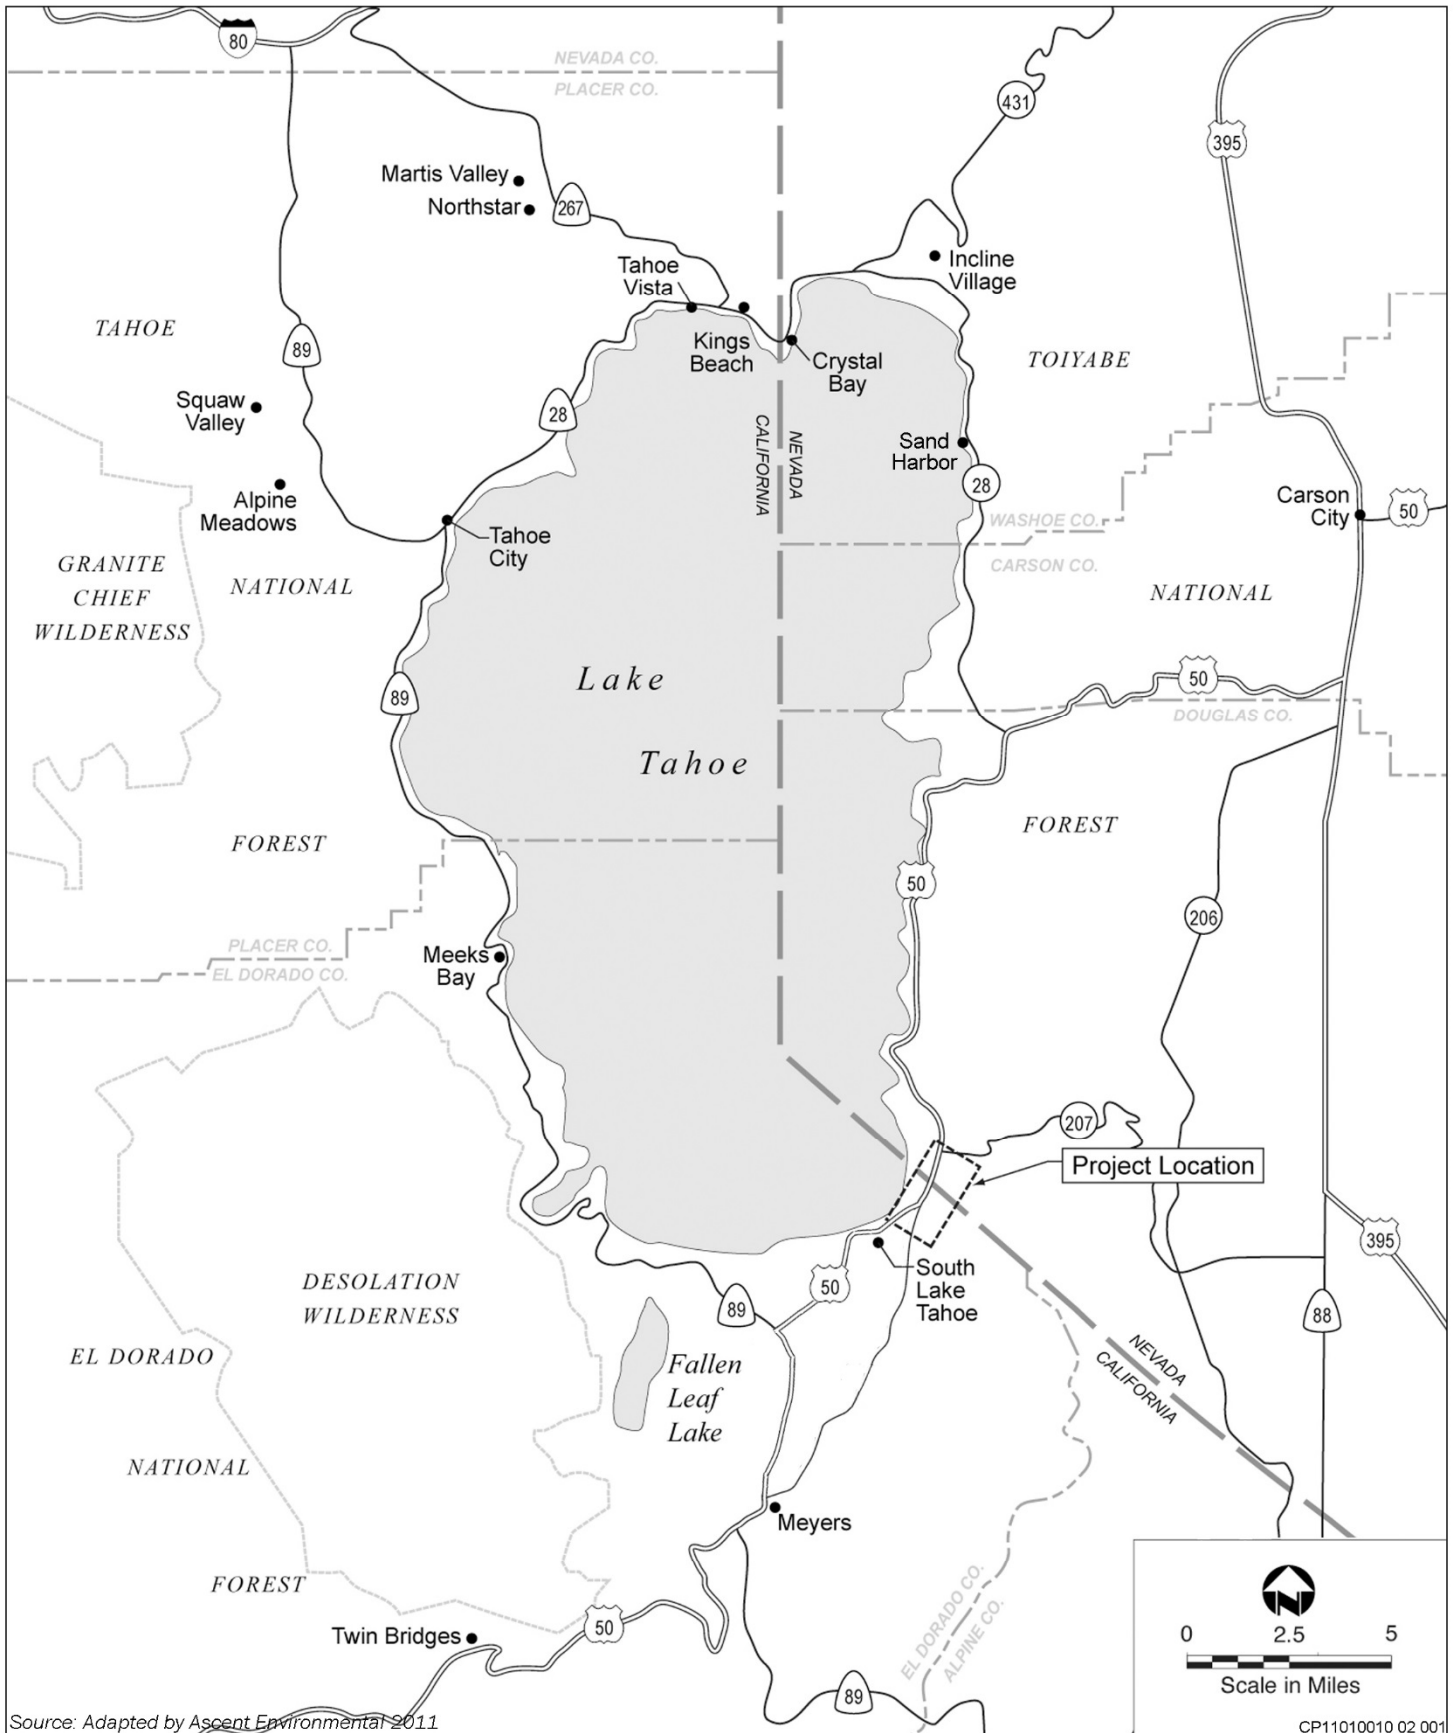 80
NEVADA CO.
PLACER CO.
431
395
Martis Valley
Northstar
267
Tahoe
Vista
Incline
Village
TAHOE
89
Kings
Beach
Crystal
Bay
TOIYABE
Squaw
Valley
28
CALIFORNIA
NEVADA
Sand
Harbor
28
Alpine
Meadows
Carson
City
50
WASHOE CO.
CARSON CO.
Tahoe
City
GRANITE
CHIEF
WILDERNESS
NATIONAL
NATIONAL
Lake
89
50
DOUGLAS CO.
Tahoe
FOREST
FOREST
50
206
PLACER CO.
EL DORADO CO.
Meeks
Bay
207
Project Location
395
South
Lake
Tahoe
DESOLATION
WILDERNESS
50
89
88
EL DORADO
Fallen
Leaf
Lake
NEVADA
CALIFORNIA
NATIONAL
Meyers
FOREST
EL DORADO CO.
ALPINE CO.
Twin Bridges
50
N
0 2.5 5
Scale in Miles
89
Source: Adapted by Ascent Environmental 2011
CP11010010 02 001